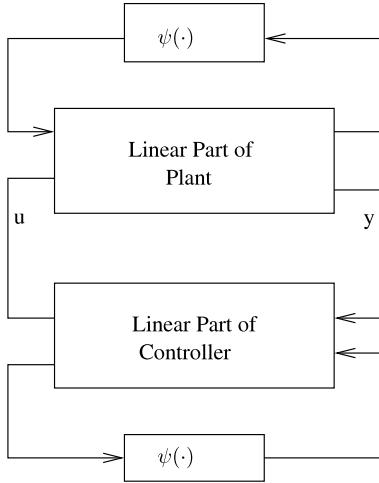 ψ(·)
Linear Part of
Plant
u
y
Linear Part of
Controller
ψ(·)